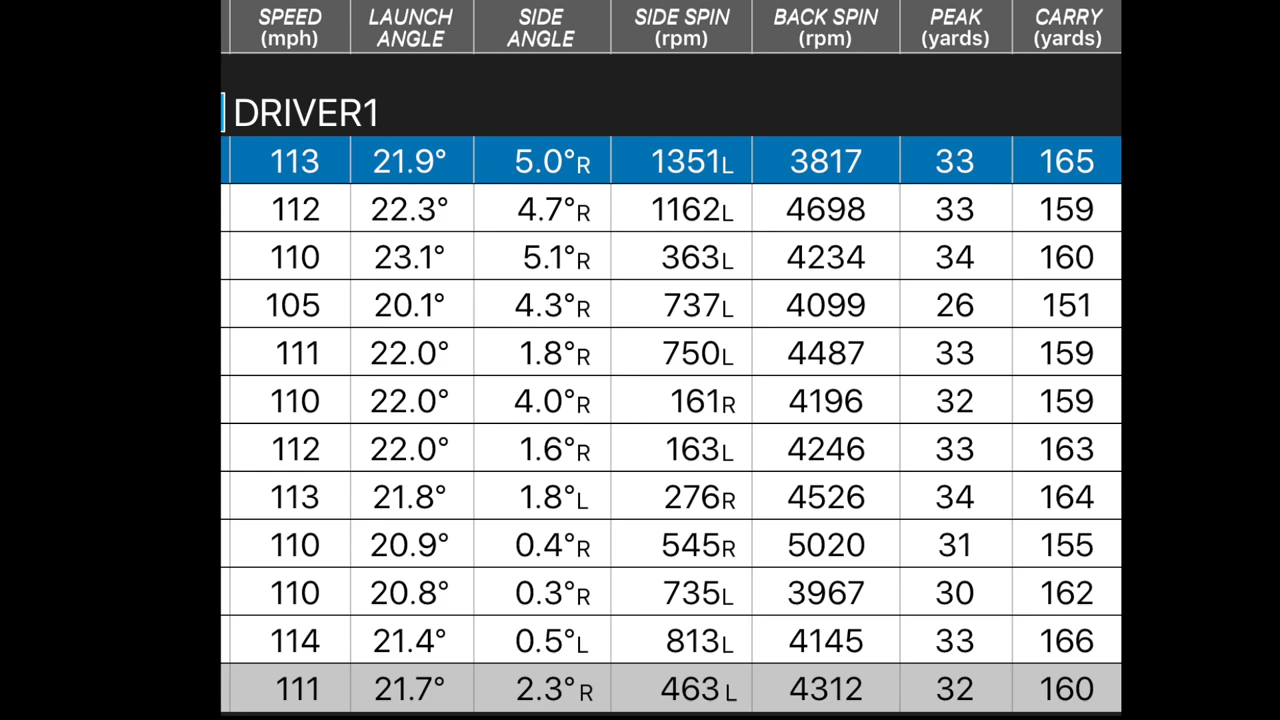 SPEED (mph) LAUNCH ANGLE SIDE ANGLE SIDE SPIN (rpm) BACK SPIN (rpm) PEAK (yards) CARRY (yards)
DRIVER1
113 21.9° 5.0°R 1351L 3817 33 165
112 22.3° 4.7°R 1162L 4698 33 159
110 23.1° 5.1°R 363L 4234 34 160
105 20.1° 4.3°R 737L 4099 26 151
111 22.0° 1.8°R 750L 4487 33 159
110 22.0° 4.0°R 161R 4196 32 159
112 22.0° 1.6°R 163L 4246 33 163
113 21.8° 1.8°L 276R 4526 34 164
110 20.9° 0.4°R 545R 5020 31 155
110 20.8° 0.3°R 735L 3967 30 162
114 21.4° 0.5°L 813L 4145 33 166
111 21.7° 2.3°R 463L 4312 32 160